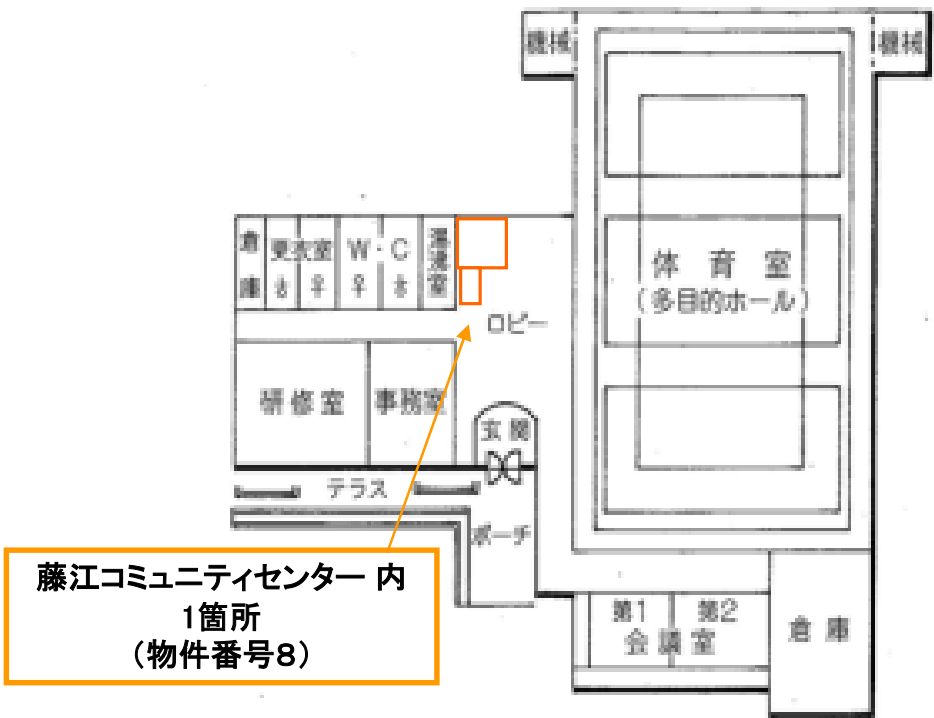 機械
機械
倉庫
更衣室
♂
♀
W・C
♀
♂
湯沸室
体育室
(多目的ホール)
ロビー
研修室
事務室
玄関
テラス
ポーチ
藤江コミュニティセンター 内
1箇所
（物件番号8）
第1
第2
会議室
倉庫